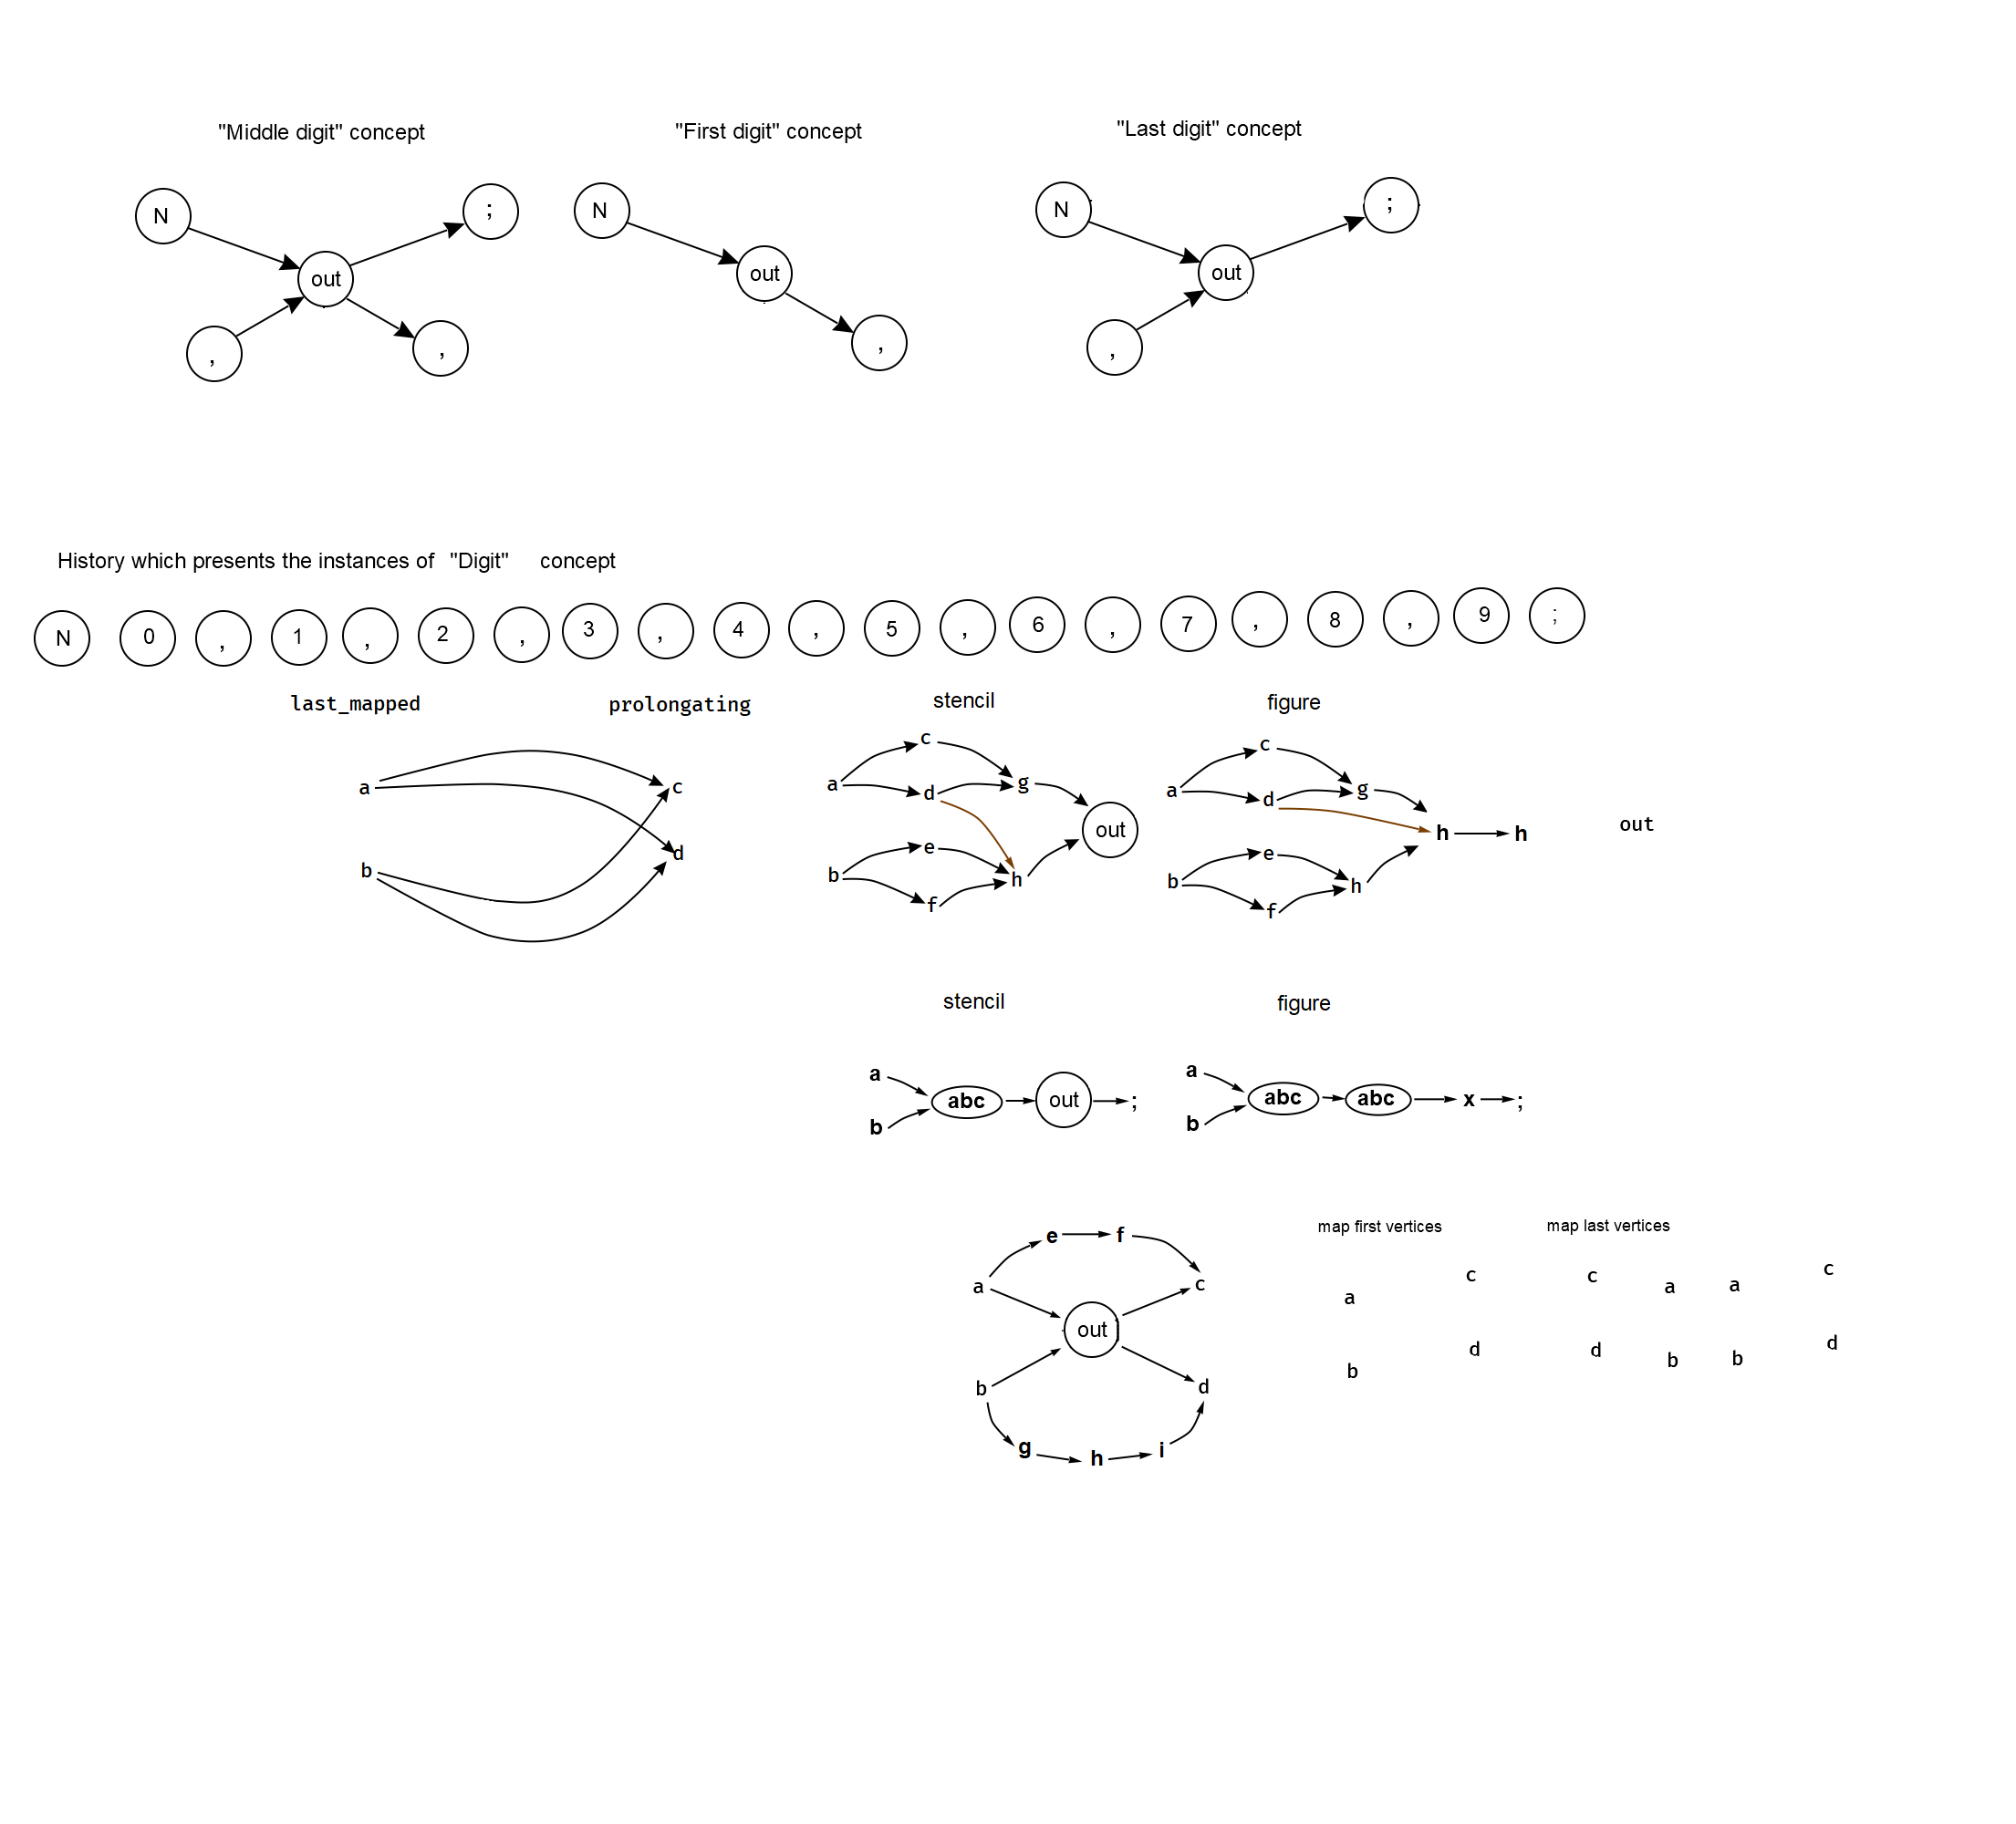 "Middle digit" concept
"First digit" concept
"Last digit" concept
N
;
out
,
,
N
out
,
N
;
out
,
History which presents the instances of "Digit" concept
N 0 , 1 , 2 , 3 , 4 , 5 , 6 , 7 , 8 , 9 ;
last_mapped
prolongating
a
c
b
d
stencil
c
a
d
g
out
b
e
h
f
figure
c
a
d
g
h
h
b
e
h
f
out
stencil
a
abc
out
;
b
figure
a
abc
abc
x
;
b
e
f
a
c
out
b
d
g
h
i
map first vertices
c
a
d
b
map last vertices
c
a
a
c
d
b
b
d